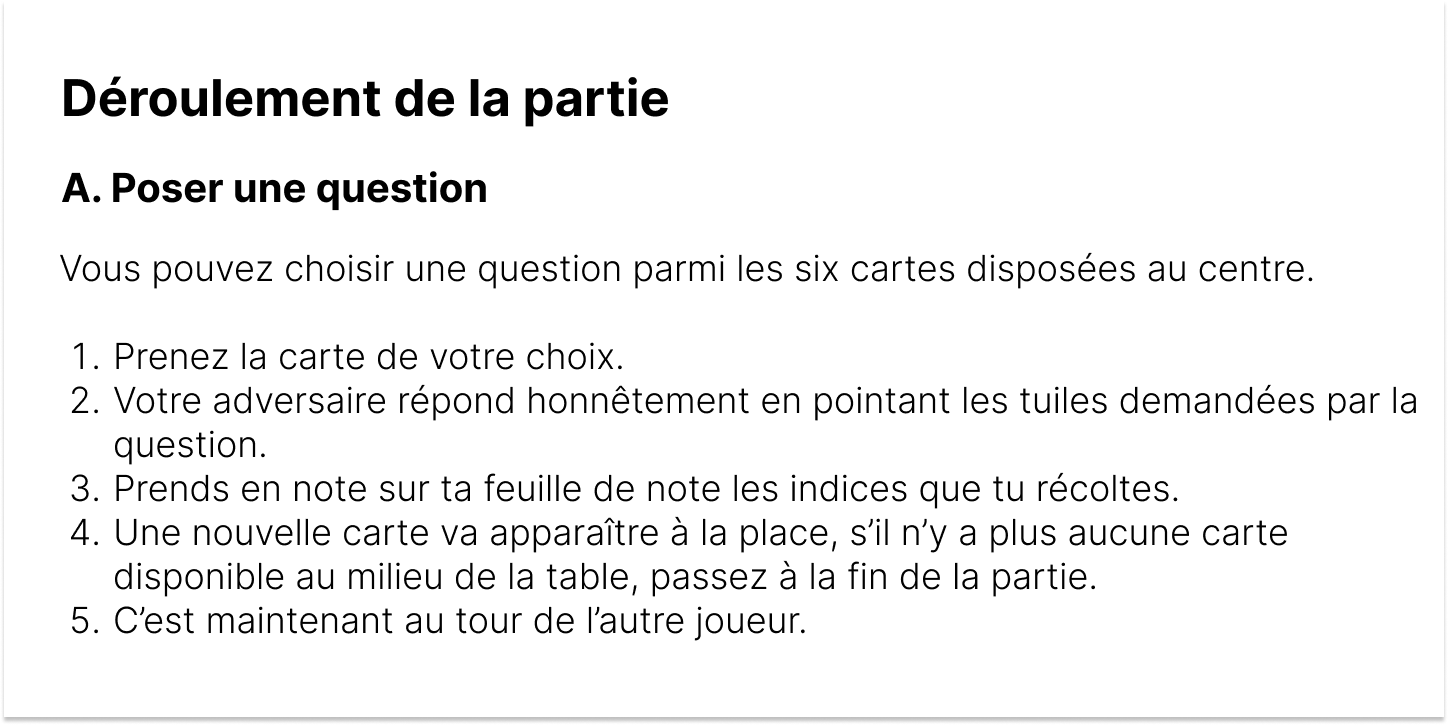 Déroulement de la partie
A. Poser une question
Vous pouvez choisir une question parmi les six cartes disposées au centre.
1. Prenez la carte de votre choix.
2. Votre adversaire répond honnêtement en pointant les tuiles demandées par la
question.
3. Prends en note sur ta feuille de note les indices que tu récoltes.
4. Une nouvelle carte va apparaître à la place, s’il n’y a plus aucune carte
disponible au milieu de la table, passez à la fin de la partie.
5. C’est maintenant au tour de l’autre joueur.